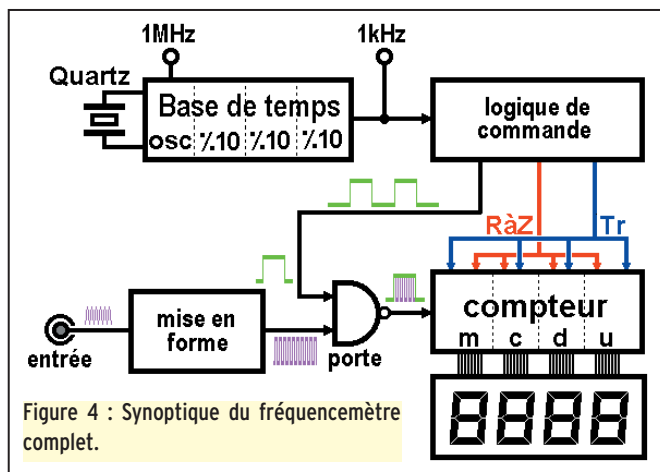 1MHz
1kHz
Quartz
Base de temps
osc ٪10 ٪10 ٪10
logique de
commande
RàZ
Tr
entrée
mise en
forme
porte
compteur
m c d u
8888
Figure 4 : Synoptique du fréquencemètre
complet.